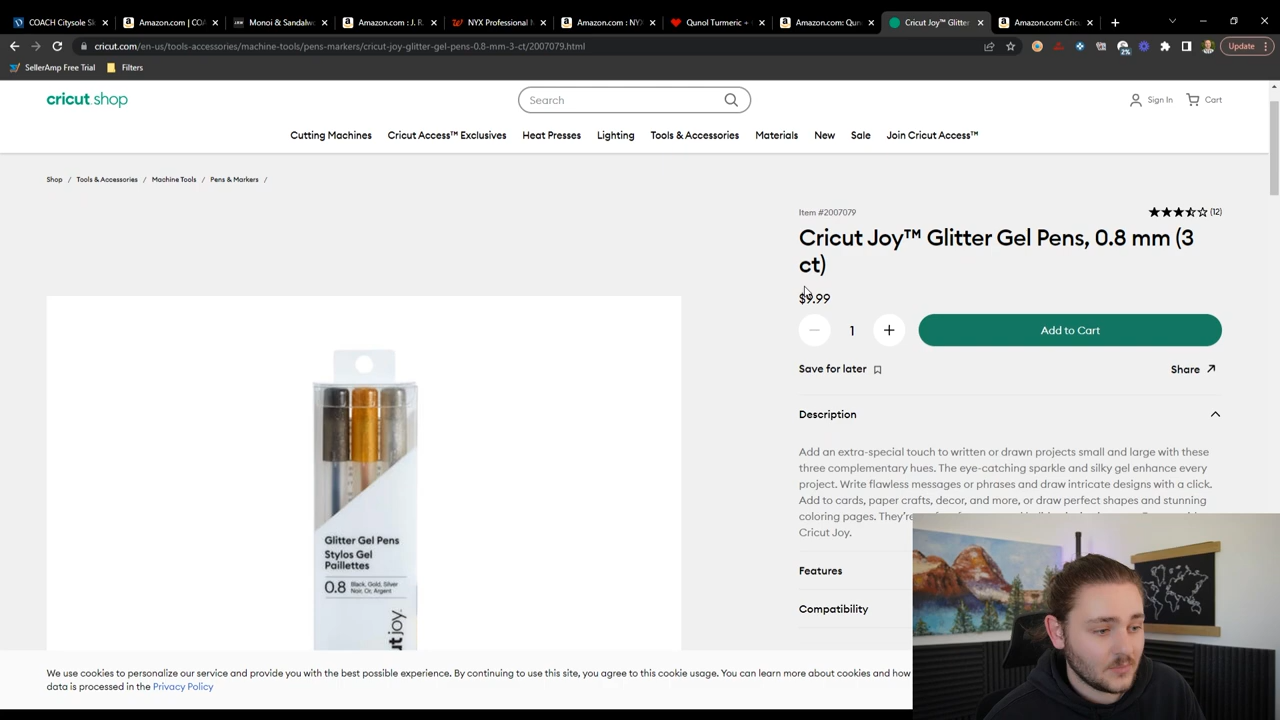 COACH Citysole Sk
Amazon.com | COA
Monoi & Sandalwo
Amazon.com : J. R.
NYX Professional M
Amazon.com : NYX
Qunol Turmeric +
Amazon.com: Qun
Cricut Joy™ Glitter
Amazon.com: Cric
cricut.com/en-us/tools-accessories/machine-tools/pens-markers/cricut-joy-glitter-gel-pens-0.8-mm-3-ct/2007079.html
Update
SellerAmp Free Trial
Filters
cricut shop
Search
Sign In
Cart
Cutting Machines
Cricut Access™ Exclusives
Heat Presses
Lighting
Tools & Accessories
Materials
New
Sale
Join Cricut Access™
Shop / Tools & Accessories / Machine Tools / Pens & Markers /
Item #2007079
(12)
Cricut Joy™ Glitter Gel Pens, 0.8 mm (3
ct)
$9.99
1
Add to Cart
Save for later
Share
Description
Add an extra-special touch to written or drawn projects small and large with these
three complementary hues. The eye-catching sparkle and silky gel enhance every
project. Write flawless messages or phrases and draw intricate designs with a click.
Add to cards, paper crafts, decor, and more, or draw perfect shapes and stunning
coloring pages. They're
Cricut Joy.
Features
Compatibility
Glitter Gel Pens
Stylos Gel
Paillettes
0.8
Black, Gold, Silver
Noir, Or, Argent
ut joy.
We use cookies to personalize our service and provide you with the best possible experience. By continuing to use this site, you agree to this cookie usage. You can learn more about cookies and how
data is processed in the Privacy Policy